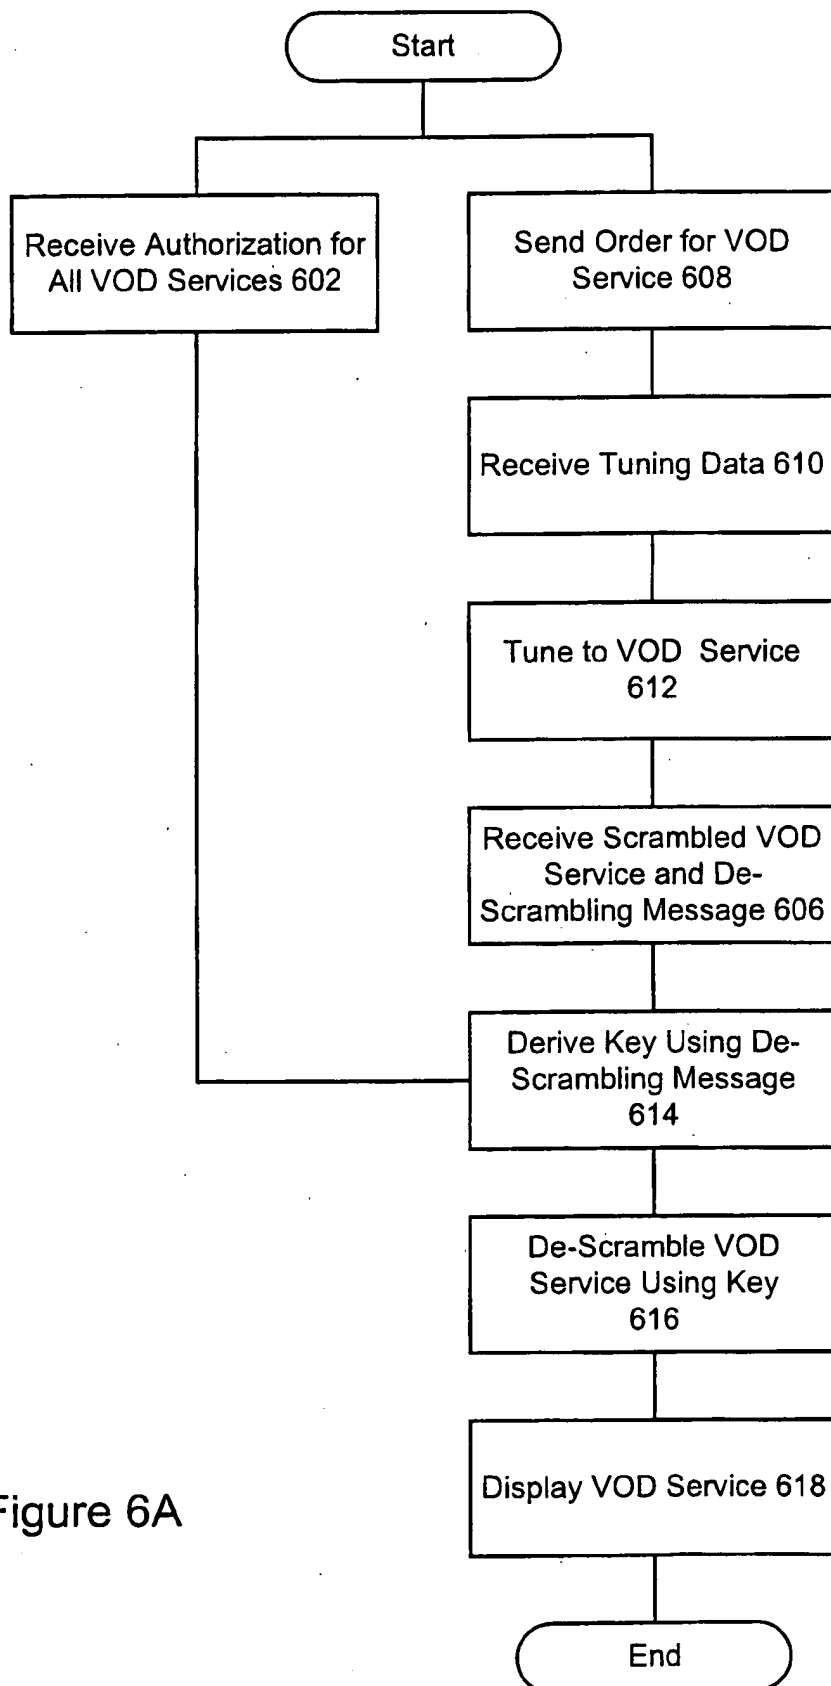 Start
Receive Authorization for
All VOD Services 602
Send Order for VOD
Service 608
Receive Tuning Data 610
Tune to VOD Service
612
Receive Scrambled VOD
Service and De-
Scrambling Message 606
Derive Key Using De-
Scrambling Message
614
De-Scramble VOD
Service Using Key
616
Display VOD Service 618
Figure 6A
End